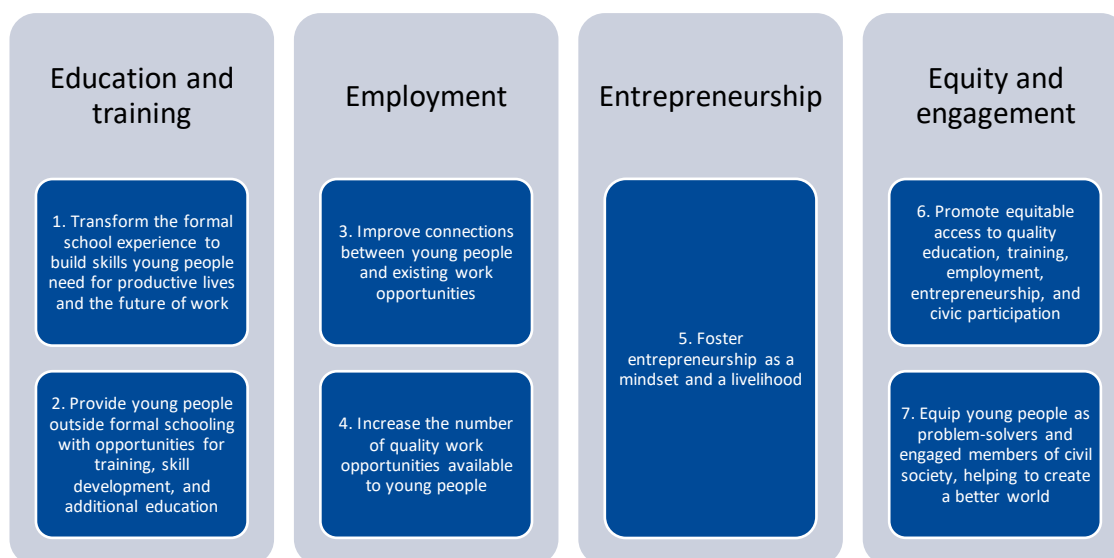 Education and
training
1. Transform the formal
school experience to
build skills young people
need for productive lives
and the future of work
2. Provide young people
outside formal schooling
with opportunities for
training, skill
development, and
additional education
Employment
3. Improve connections
between young people
and existing work
opportunities
4. Increase the number
of quality work
opportunities available
to young people
Entrepreneurship
5. Foster
entrepreneurship as a
mindset and a livelihood
Equity and
engagement
6. Promote equitable
access to quality
education, training,
employment,
entrepreneurship, and
civic participation
7. Equip young people as
problem-solvers and
engaged members of civil
society, helping to create
a better world